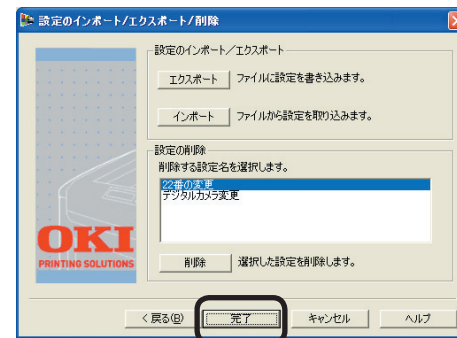 設定のインポート/エクスポート/削除
設定のインポート／エクスポート
エクスポート ファイルに設定を書き込みます。
インポート ファイルから設定を取り込みます。
設定の削除
削除する設定名を選択します。
22番の変更
デジタルカメラ変更
削除 選択した設定を削除します。
OKI
PRINTING SOLUTIONS
< 戻る(B) 完了 キャンセル ヘルプ